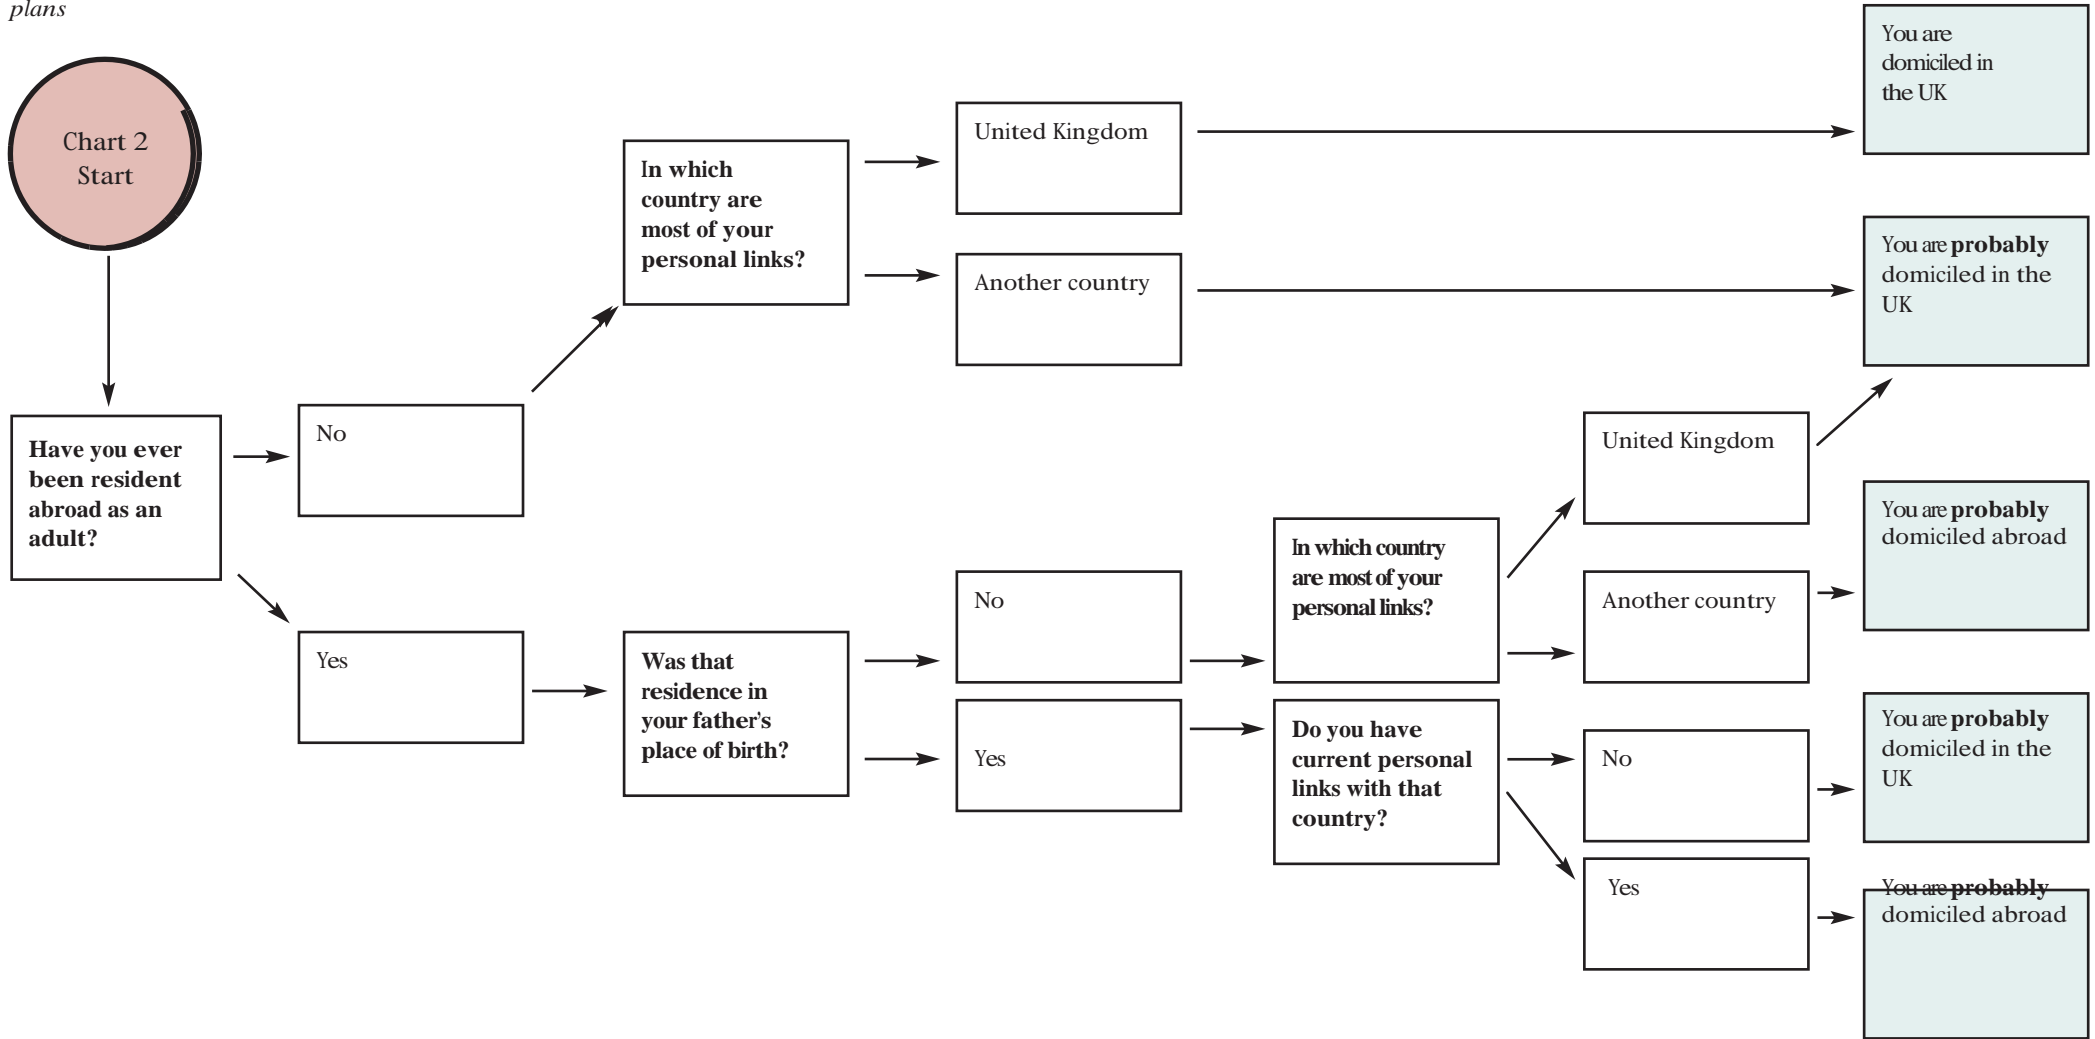 plans
Chart 2
Start
Have you ever
been resident
abroad as an
adult?
No
Yes
In which
country are
most of your
personal links?
United Kingdom
Another country
You are
domiciled in
the UK
You are probably
domiciled in the
UK
Was that
residence in
your father's
place of birth?
No
Yes
In which country
are most of your
personal links?
Do you have
current personal
links with that
country?
United Kingdom
Another country
No
Yes
You are probably
domiciled abroad
You are probably
domiciled in the
UK
You are probably
domiciled abroad